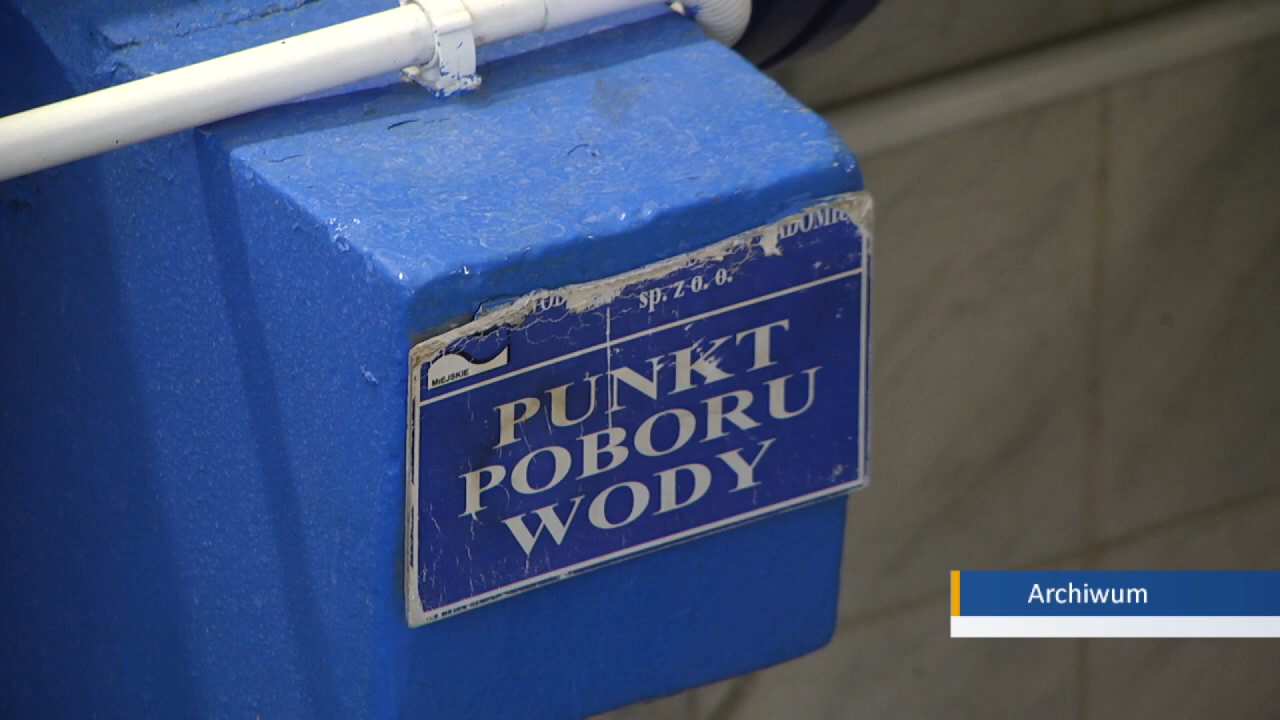 sp. z o. o.
MIEJSKIE
PUNKT
POBORU
WODY
Archiwum